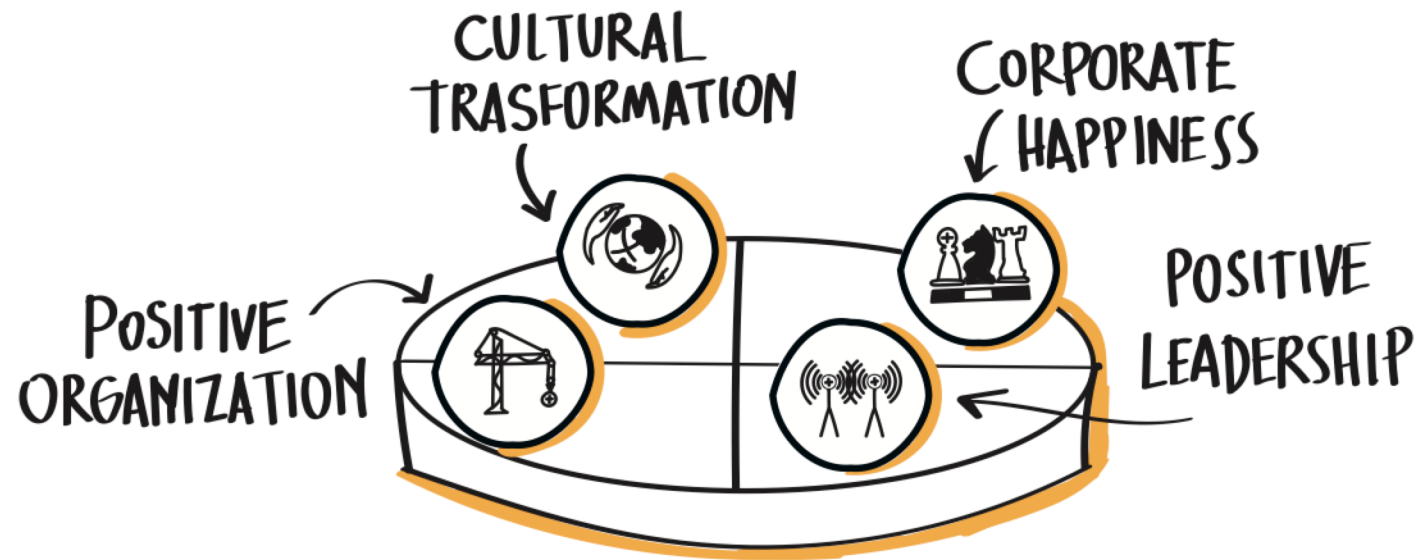 CULTURAL
TRASFORMATION
CORPORATE
HAPPINESS
POSITIVE
ORGANIZATION
POSITIVE
LEADERSHIP